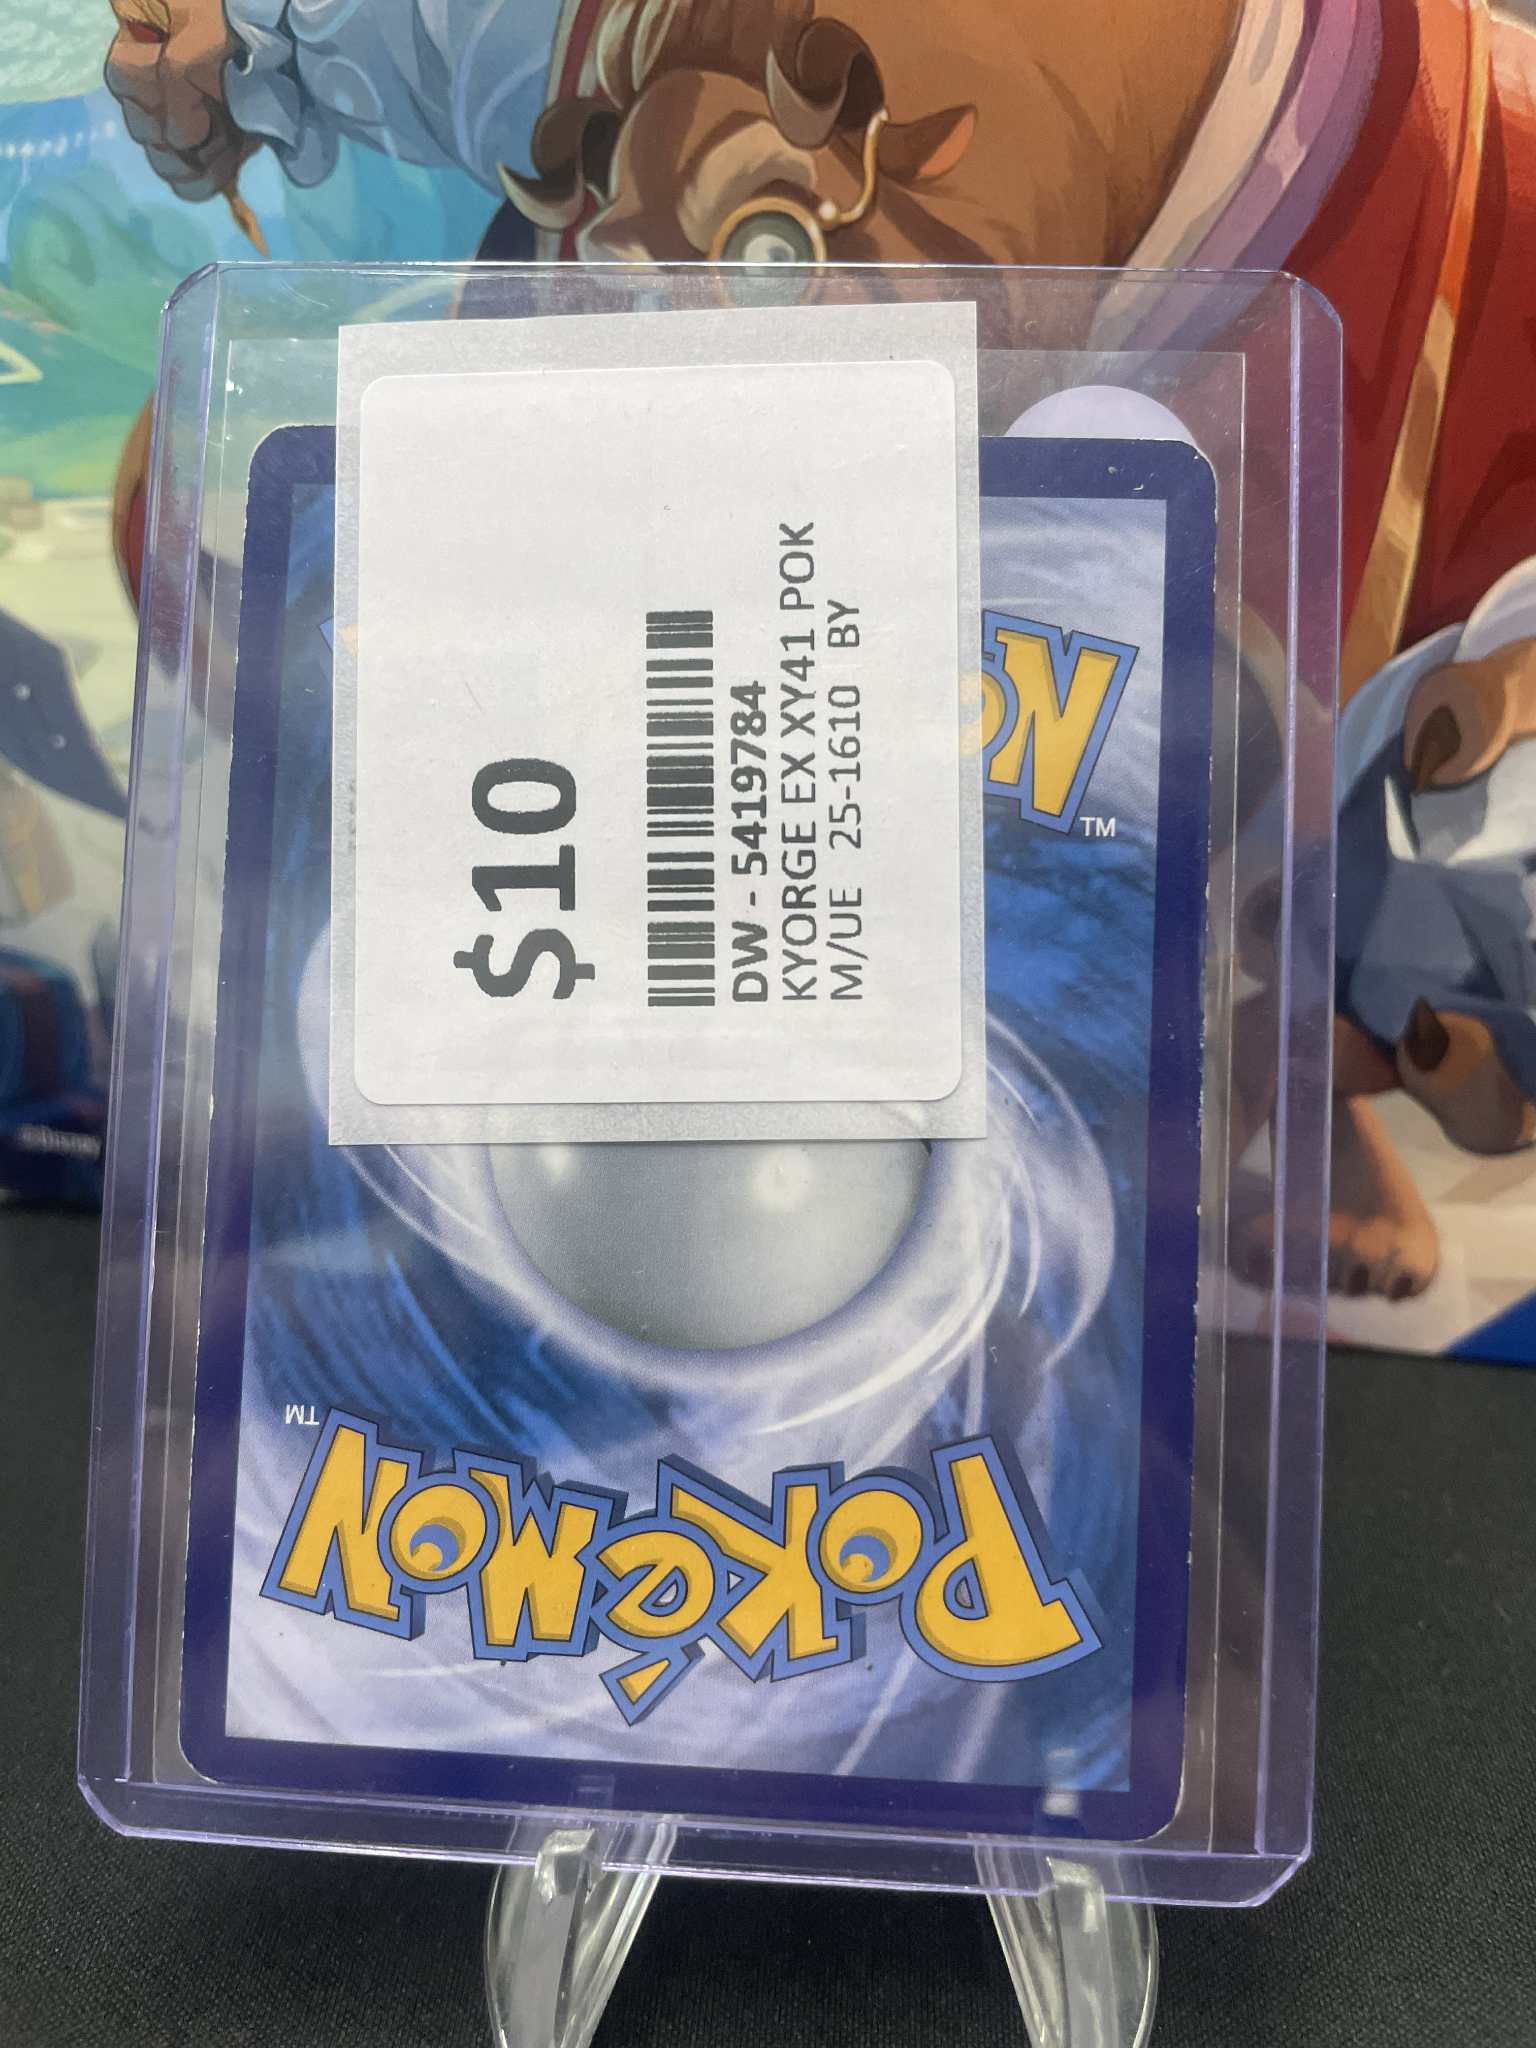 $10
DW - 5419784
KYORGE EX XY41 POK
M/UE 25-1610 BY
TM
POKéMON
TM